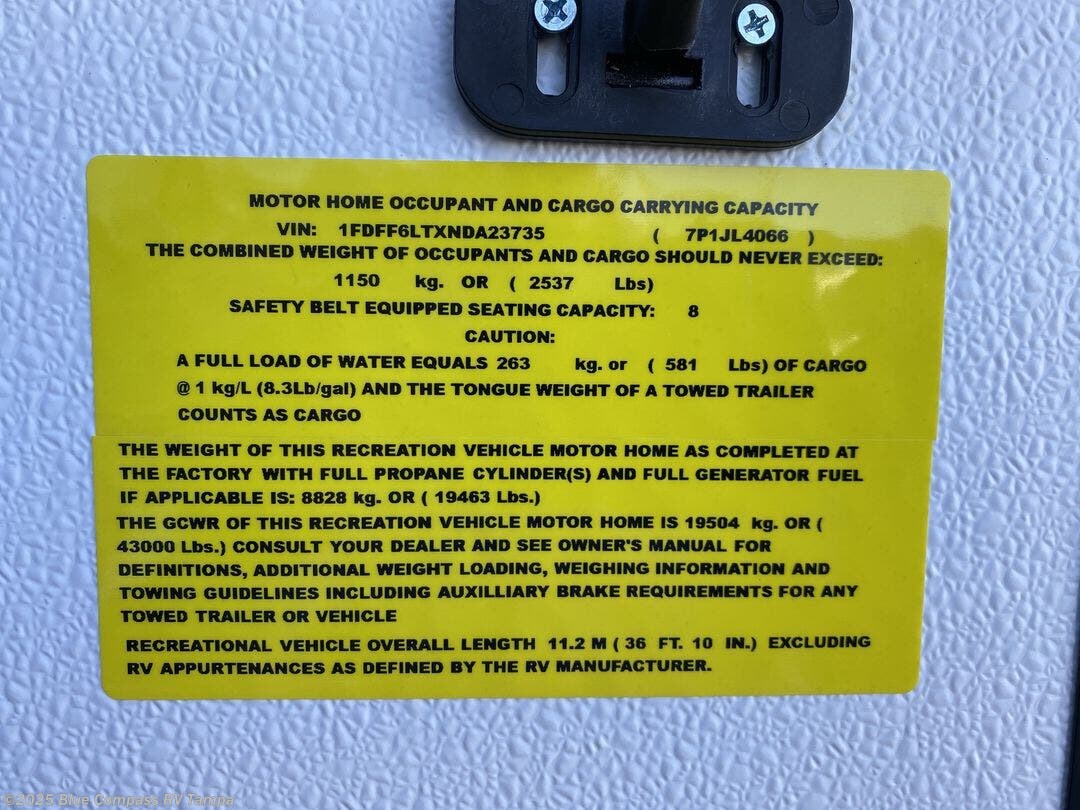 MOTOR HOME OCCUPANT AND CARGO CARRYING CAPACITY
VIN: 1FDFF6LTXNDA23735 ( 7P1JL4066 )
THE COMBINED WEIGHT OF OCCUPANTS AND CARGO SHOULD NEVER EXCEED:
1150 kg. OR ( 2537 Lbs)
SAFETY BELT EQUIPPED SEATING CAPACITY: 8
CAUTION:
A FULL LOAD OF WATER EQUALS 263 kg. or ( 581 Lbs) OF CARGO
@ 1 kg/L (8.3Lb/gal) AND THE TONGUE WEIGHT OF A TOWED TRAILER
COUNTS AS CARGO
THE WEIGHT OF THIS RECREATION VEHICLE MOTOR HOME AS COMPLETED AT
THE FACTORY WITH FULL PROPANE CYLINDER(S) AND FULL GENERATOR FUEL
IF APPLICABLE IS: 8828 kg. OR ( 19463 Lbs.)
THE GCWR OF THIS RECREATION VEHICLE MOTOR HOME IS 19504 kg. OR (
43000 Lbs.) CONSULT YOUR DEALER AND SEE OWNER'S MANUAL FOR
DEFINITIONS, ADDITIONAL WEIGHT LOADING, WEIGHING INFORMATION AND
TOWING GUIDELINES INCLUDING AUXILLIARY BRAKE REQUIREMENTS FOR ANY
TOWED TRAILER OR VEHICLE
RECREATIONAL VEHICLE OVERALL LENGTH 11.2 M ( 36 FT. 10 IN.) EXCLUDING
RV APPURTENANCES AS DEFINED BY THE RV MANUFACTURER.
©2025 Blue Compass RV Tampa